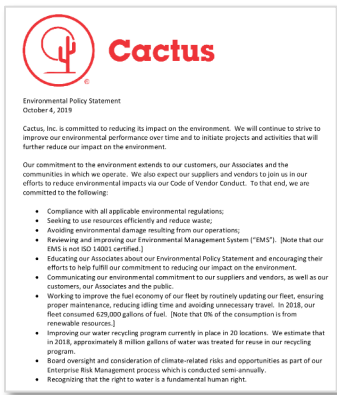 Cactus
©
Environmental Policy Statement
October 4, 2019
Cactus, Inc. is committed to reducing its impact on the environment. We will continue to strive to
improve our environmental performance over time and to initiate projects and activities that will
further reduce our impact on the environment.
Our commitment to the environment extends to our customers, our Associates and the
communities in which we operate. We also expect our suppliers and vendors to join us in our
efforts to reduce environmental impacts via our Code of Vendor Conduct. To that end, we are
committed to the following:
• Compliance with all applicable environmental regulations;
• Seeking to use resources efficiently and reduce waste;
• Avoiding environmental damage resulting from our operations;
• Reviewing and improving our Environmental Management System ("EMS"). [Note that our
EMS is not ISO 14001 certified.]
• Educating our Associates about our Environmental Policy Statement and encouraging their
efforts to help fulfill our commitment to reducing our impact on the environment.
• Communicating our environmental commitment to our suppliers and vendors, as well as our
customers, our Associates and the public.
• Working to improve the fuel economy of our fleet by routinely updating our fleet, ensuring
proper maintenance, reducing idling time and avoiding unnecessary travel. In 2018, our
fleet consumed 629,000 gallons of fuel. [Note that 0% of the consumption is from
renewable resources.]
• Improving our water recycling program currently in place in 20 locations. We estimate that
in 2018, approximately 8 million gallons of water was treated for reuse in our recycling
program.
• Board oversight and consideration of climate-related risks and opportunities as part of our
Enterprise Risk Management process which is conducted semi-annually.
• Recognizing that the right to water is a fundamental human right.